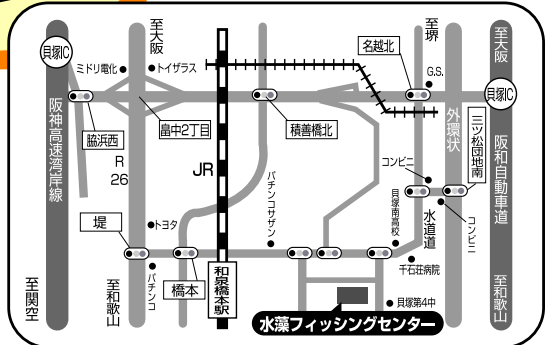 至大阪
至堺
至大阪
貝塚IC
ミドリ電化
トイザラス
名越北
G.S.
貝塚IC
脇浜西
畠中2丁目
積善橋北
外環状
三ツ松団地南
阪神高速湾岸線
R
26
JR
コンビニ
阪和自動車道
パチンコサザン
貝塚南高校
水道道
コンビニ
堤
トヨタ
橋本
和泉橋本駅
パチンコ
千石荘病院
至関空
至和歌山
貝塚第4中
至和歌山
水藻フィッシングセンター